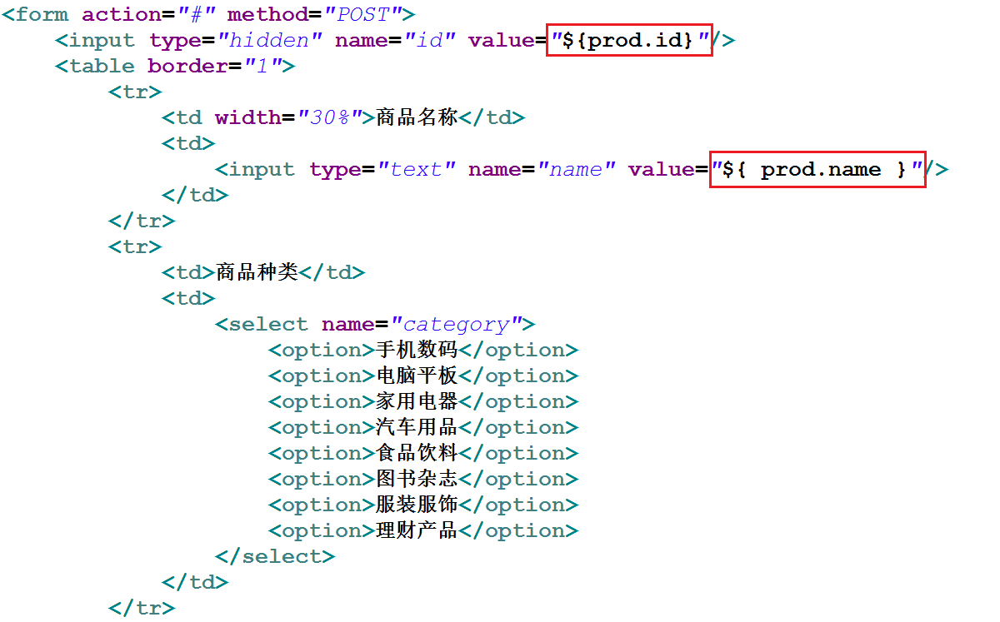 <form action="#" method="POST">
<input type="hidden" name="id" value="${prod.id}"/>
<table border="1">
<tr>
<td width="30%">商品名称</td>
<td>
<input type="text" name="name" value="${ prod.name }"/>
</td>
</tr>
<tr>
<td>商品种类</td>
<td>
<select name="category">
<option>手机数码</option>
<option>电脑平板</option>
<option>家用电器</option>
<option>汽车用品</option>
<option>食品饮料</option>
<option>图书杂志</option>
<option>服装服饰</option>
<option>理财产品</option>
</select>
</td>
</tr>